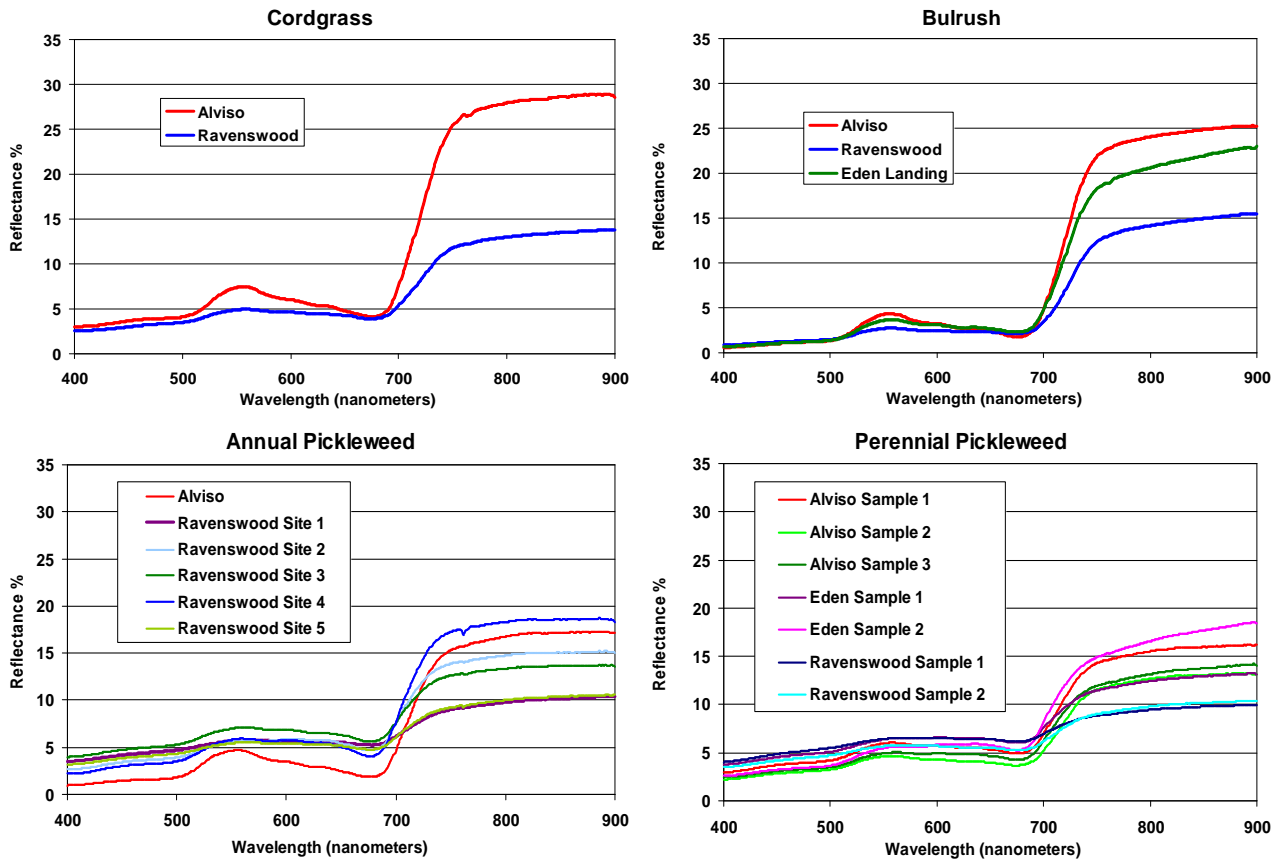 Cordgrass
35
30
25
20
15
10
5
0
Reflectance %
Alviso
Ravenswood
400 500 600 700 800 900
Wavelength (nanometers)
Bulrush
35
30
25
20
15
10
5
0
Reflectance %
Alviso
Ravenswood
Eden Landing
400 500 600 700 800 900
Wavelength (nanometers)
Annual Pickleweed
35
30
25
20
15
10
5
0
Reflectance %
Alviso
Ravenswood Site 1
Ravenswood Site 2
Ravenswood Site 3
Ravenswood Site 4
Ravenswood Site 5
400 500 600 700 800 900
Wavelength (nanometers)
Perennial Pickleweed
35
30
25
20
15
10
5
0
Reflectance %
Alviso Sample 1
Alviso Sample 2
Alviso Sample 3
Eden Sample 1
Eden Sample 2
Ravenswood Sample 1
Ravenswood Sample 2
400 500 600 700 800 900
Wavelength (nanometers)